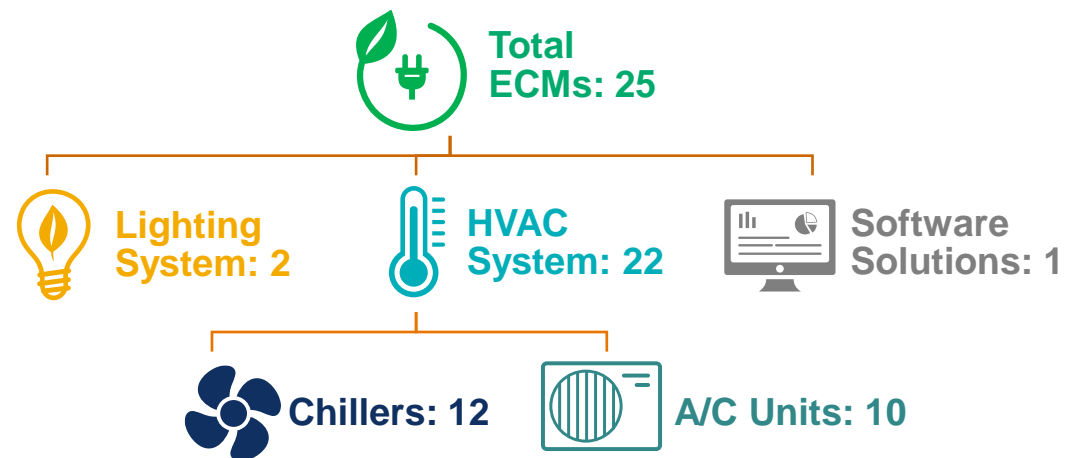 Total
ECMs: 25
Lighting
System: 2
HVAC
System: 22
Software
Solutions: 1
Chillers: 12
A/C Units: 10